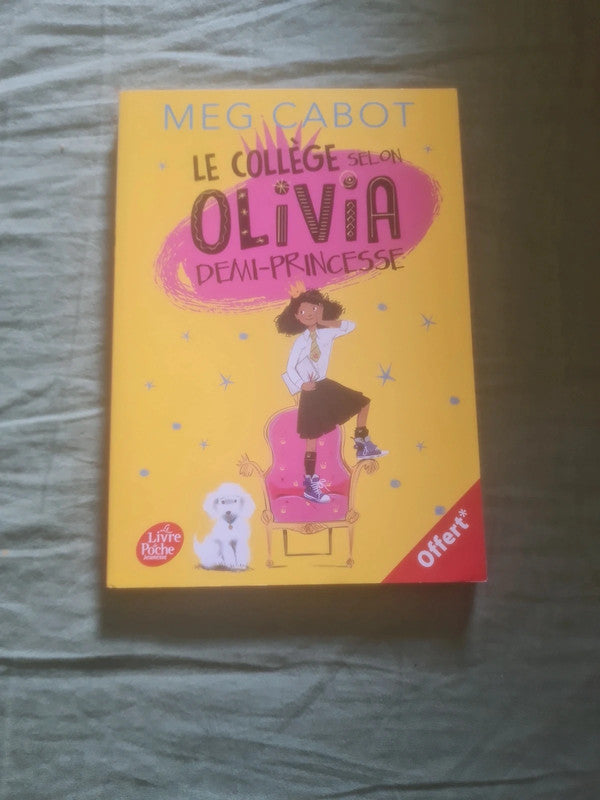 MEG CABOT
LE COLLÈGE SELON
OLIVIA
DEMI-PRINCESSE
Le
Livre
de
Poche
JEUNESSE
Offert*